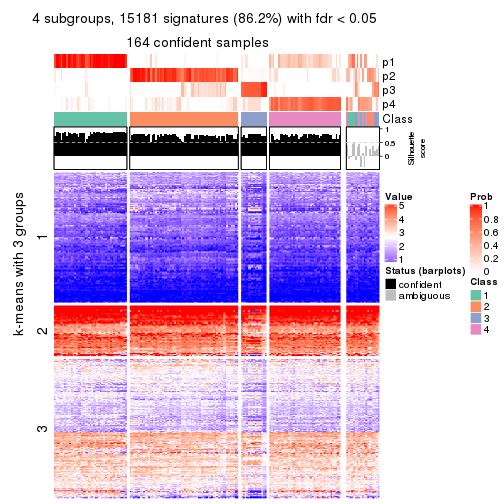 4 subgroups, 15181 signatures (86.2%) with fdr < 0.05
164 confident samples
p1
p2
p3
p4
Class
1
0.5
0
Silhouette
score
k-means with 3 groups
1
2
3
Value
5
4
3
2
1
Status (barplots)
confident
ambiguous
Prob
1
0.8
0.6
0.4
0.2
0
Class
1
2
3
4